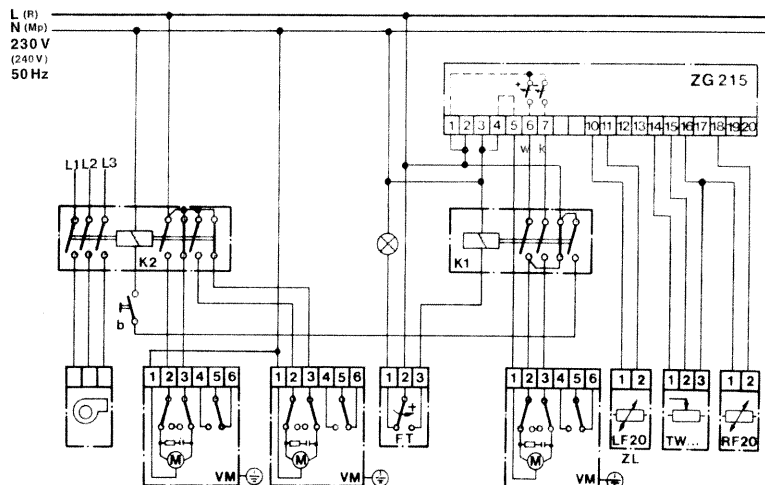 L (R)
N (Mp)
230 V
(240 V)
50 Hz
ZG 215
1 2 3 4 5 6 7 10 11 12 13 14 15 16 17 18 19 20
+ -
w k
L1 L2 L3
K2
K1
b
1 2 3 4 5 6
1 2 3 4 5 6
1 2 3
1 2 3 4 5 6
1 2
1 2 3
1 2
+
FT
LF20
TW...
RF20
M
M
M
ZL
VM
VM
VM